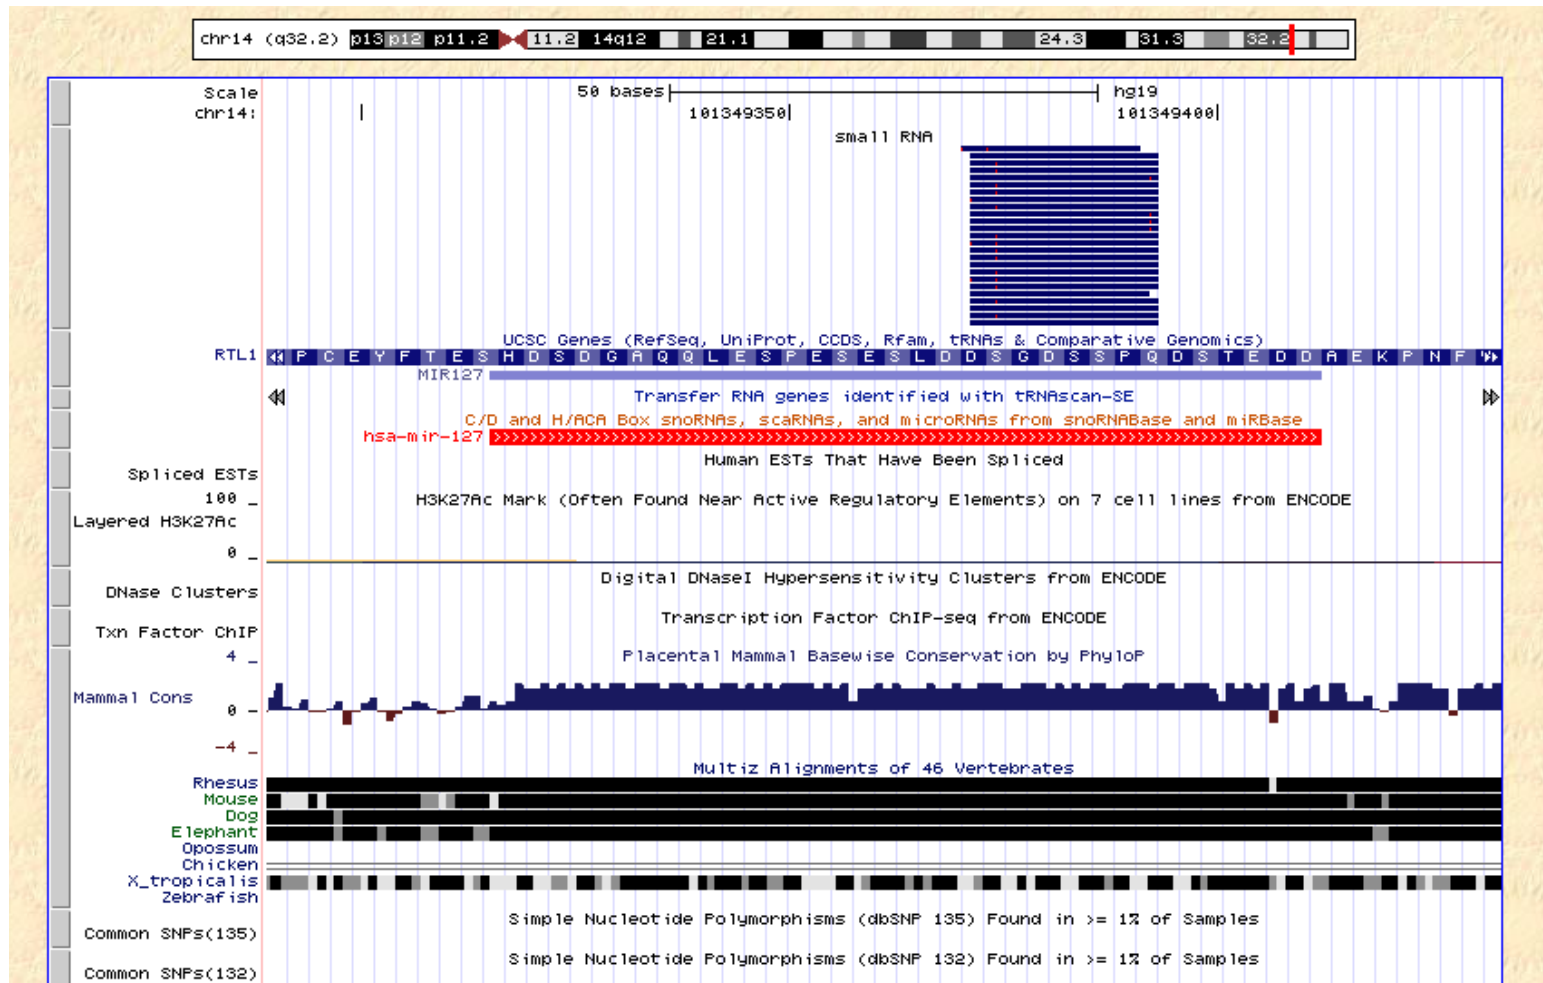 chr14 (q32.2) p13 p12 p11.2 11.2 14q12 21.1 24.3 31.3 32.2
Scale 50 bases hg19
chr14: 101349350 101349400
small RNA
UCSC Genes (RefSeq, UniProt, CCDS, Rfam, tRNAs & Comparative Genomics)
RTL1 P C E Y F T E S H D S D G A Q Q L E S P E S E S L D D S G D S S P Q D S T E D D A E K P N F
MIR127
Transfer RNA genes identified with tRNAscan-SE
C/D and H/ACA Box snoRNAs, scaRNAs, and microRNAs from snoRNABase and miRBase
hsa-mir-127
Human ESTs That Have Been Spliced
Spliced ESTs
100 _ H3K27Ac Mark (Often Found Near Active Regulatory Elements) on 7 cell lines from ENCODE
Layered H3K27Ac
0 _
Digital DNaseI Hypersensitivity Clusters from ENCODE
DNase Clusters
Transcription Factor ChIP-seq from ENCODE
Txn Factor ChIP
4 _ Placental Mammal Basewise Conservation by PhyloP
Mammal Cons
0 -
-4 _
Multiz Alignments of 46 Vertebrates
Rhesus
Mouse
Dog
Elephant
Opossum
Chicken
X_tropicalis
Zebrafish
Simple Nucleotide Polymorphisms (dbSNP 135) Found in >= 1% of Samples
Common SNPs(135)
Simple Nucleotide Polymorphisms (dbSNP 132) Found in >= 1% of Samples
Common SNPs(132)